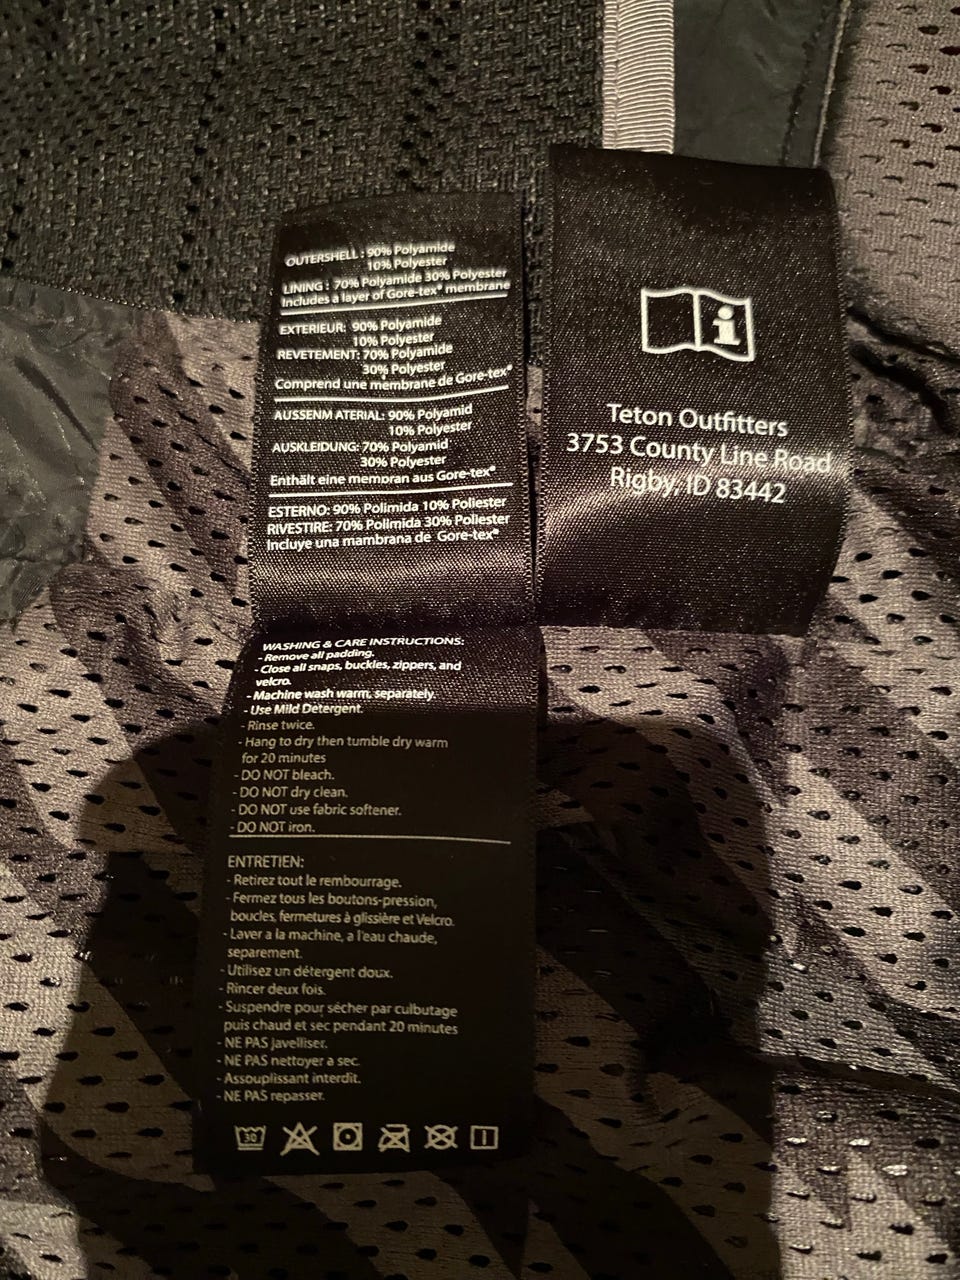 OUTERSHELL : 90% Polyamide
10% Polyester
LINING : 70% Polyamide 30% Polyester
Includes a layer of Gore-tex® membrane
EXTERIEUR: 90% Polyamide
10% Polyester
REVETEMENT: 70% Polyamide
30% Polyester
Comprend une membrane de Gore-tex®
AUSSENM ATERIAL: 90% Polyamid
10% Polyester
AUSKLEIDUNG: 70% Polyamid
30% Polyester
Enthält eine membran aus Gore-tex®
ESTERNO: 90% Polimida 10% Poliester
RIVESTIRE: 70% Polimida 30% Poliester
Incluye una mambrana de Gore-tex®
Teton Outfitters
3753 County Line Road
Rigby, ID 83442
WASHING & CARE INSTRUCTIONS:
- Remove all padding.
- Close all snaps, buckles, zippers, and
velcro.
- Machine wash warm, separately.
- Use Mild Detergent.
- Rinse twice.
- Hang to dry then tumble dry warm
for 20 minutes
- DO NOT bleach.
- DO NOT dry clean.
- DO NOT use fabric softener.
- DO NOT iron.
ENTRETIEN:
- Retirez tout le rembourrage.
- Fermez tous les boutons-pression,
boucles, fermetures à glissière et Velcro.
- Laver a la machine, a l'eau chaude,
separement.
- Utilisez un détergent doux.
- Rincer deux fois.
- Suspendre pour sécher par culbutage
puis chaud et sec pendant 20 minutes
- NE PAS javelliser.
- NE PAS nettoyer a sec.
- Assouplissant interdit.
- NE PAS repasser.
30